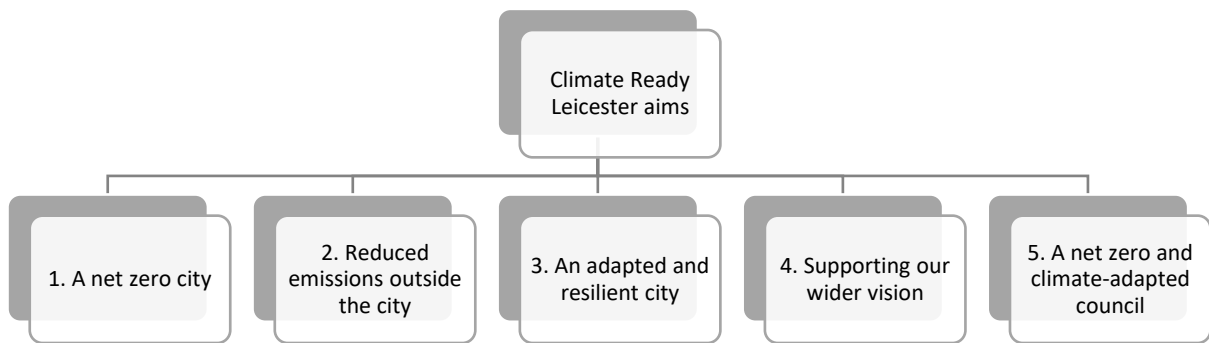 Climate Ready
Leicester aims
1. A net zero city
2. Reduced
emissions outside
the city
3. An adapted and
resilient city
4. Supporting our
wider vision
5. A net zero and
climate-adapted
council